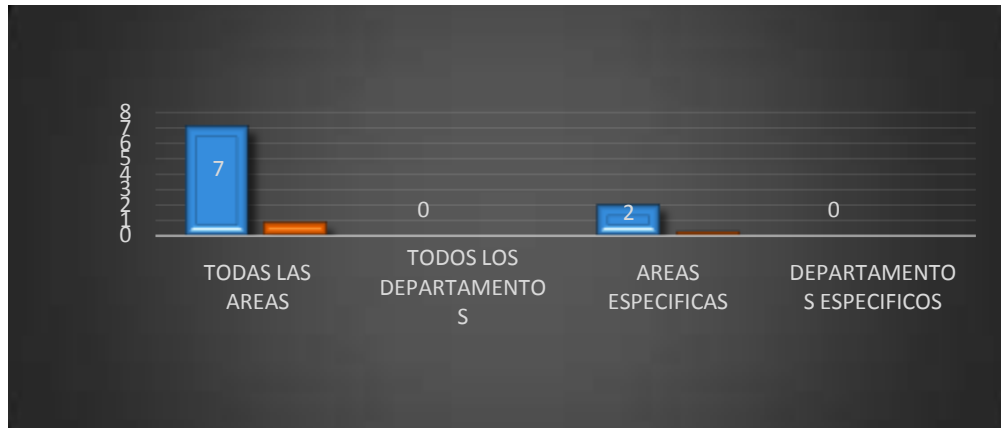 8
7
6
5
4
3
2
1
0
7
0
2
0
TODAS LAS
AREAS
TODOS LOS
DEPARTAMENTO
S
AREAS
ESPECIFICAS
DEPARTAMENTO
S ESPECIFICOS